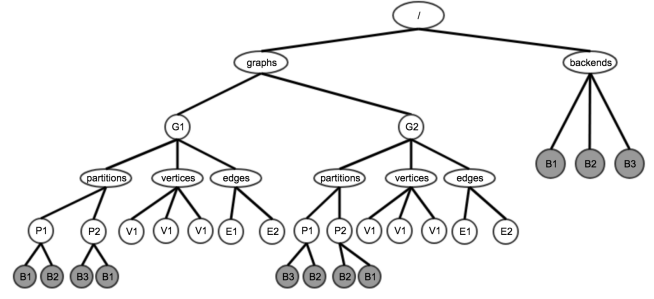 /
graphs
backends
G1
G2
B1 B2 B3
partitions vertices edges
partitions vertices edges
P1 P2 V1 V1 V1 E1 E2
P1 P2 V1 V1 V1 E1 E2
B1 B2 B3 B1
B3 B2 B2 B1